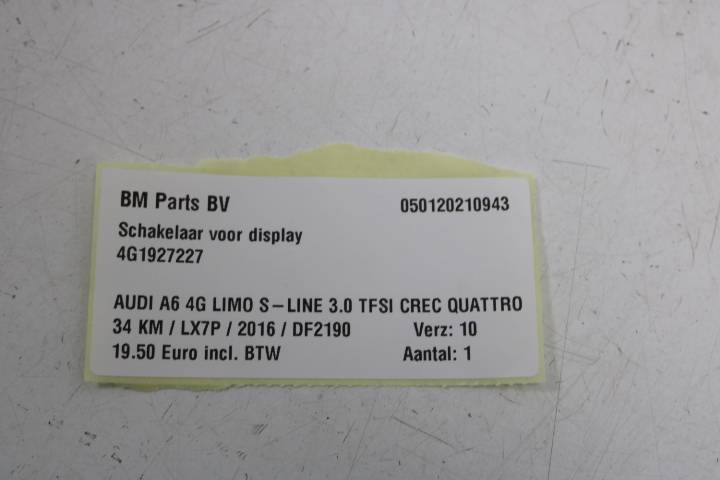 BM Parts BV 050120210943
Schakelaar voor display
4G1927227
AUDI A6 4G LIMO S-LINE 3.0 TFSI CREC QUATTRO
34 KM / LX7P / 2016 / DF2190 Verz: 10
19.50 Euro incl. BTW Aantal: 1